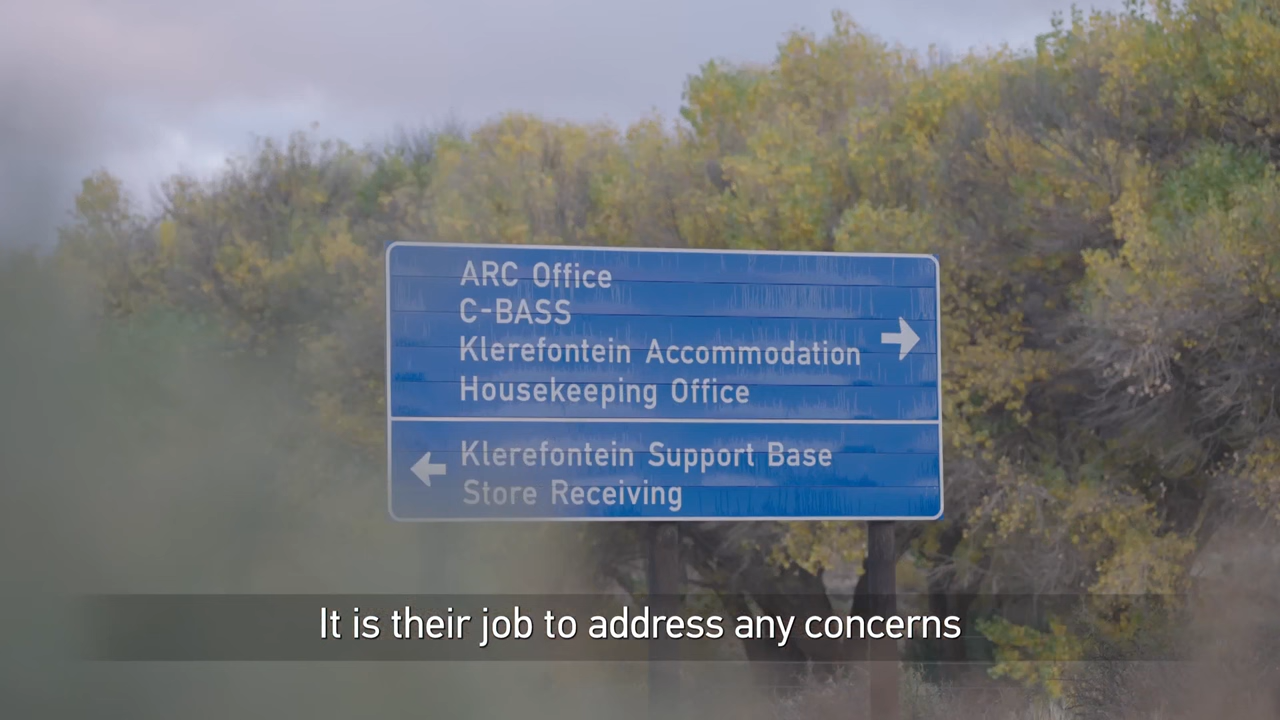 ARC Office
C-BASS
Klerefontein Accommodation
Housekeeping Office
Klerefontein Support Base
Store Receiving
It is their job to address any concerns